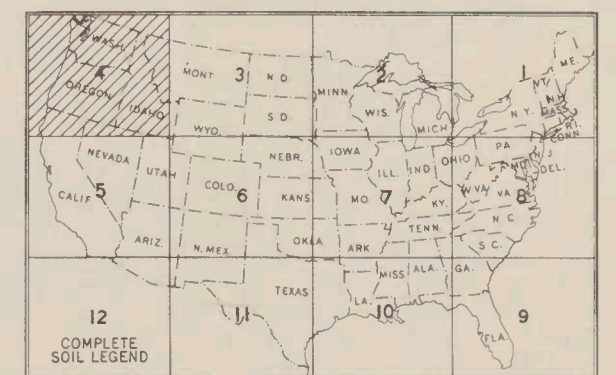 WASH.
ME.
MONT
3
N D
2
1
VT.
4
MINN
OREGON
N.H.
IDAHO
S D
WIS.
N.Y.
MASS.
WYO.
MICH
R.I.
CONN.
NEVADA
NEBR.
IOWA
PA
N J
UTAH
ILL.
IND
OHIO
MD
DEL.
5
COLO.
6
KANS
MO
7
W.VA
VA
8
CALIF
KY.
N C
TENN
ARIZ.
N. MEX.
OKLA
ARK
S C.
MISS
ALA.
GA.
12
TEXAS
LA.
11
10
9
COMPLETE
SOIL LEGEND
FLA.